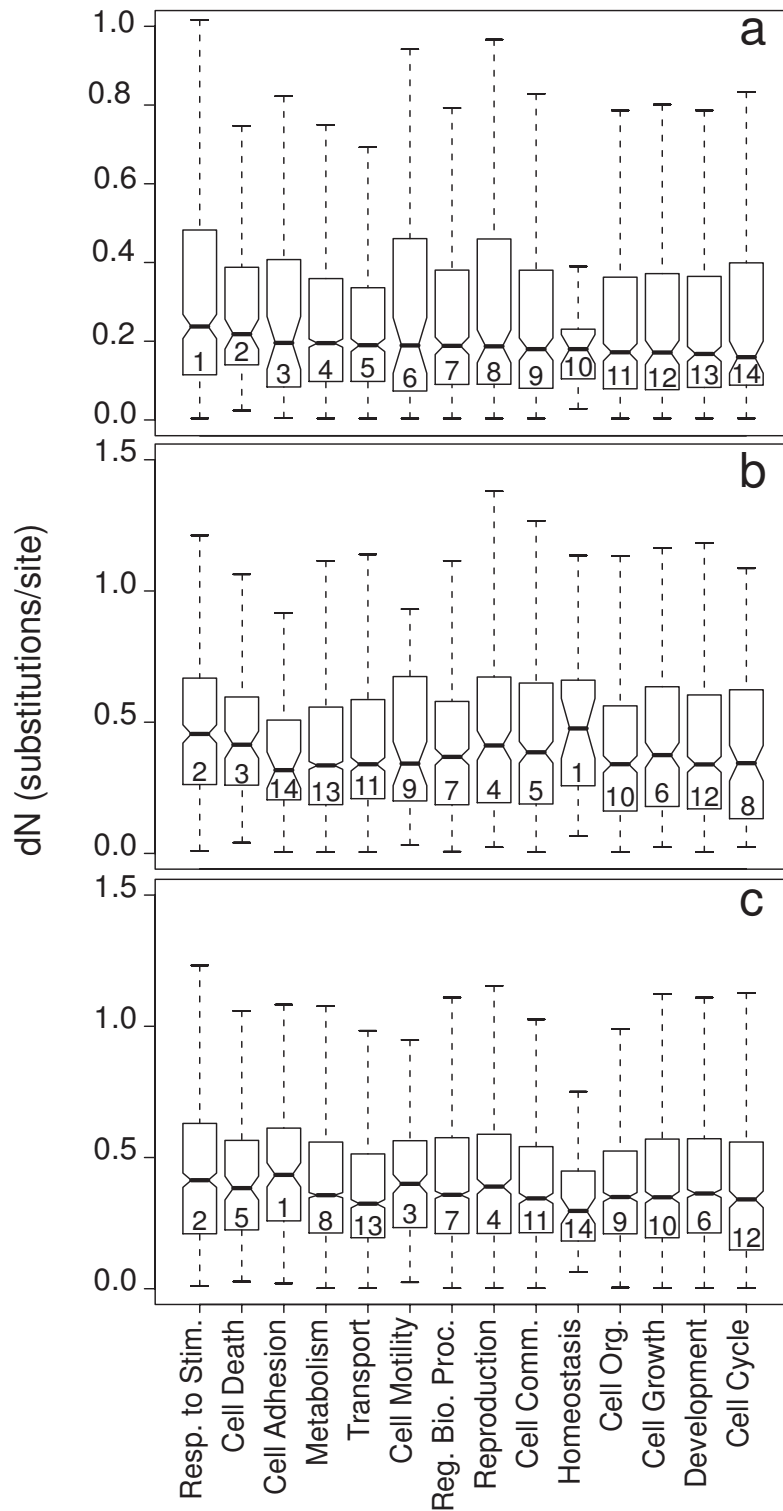 dN (substitutions/site)
a
1.0
0.8
0.6
0.4
0.2
0.0
1 2 3 4 5 6 7 8 9 10 11 12 13 14
b
1.5
1.0
0.5
0.0
2 3 14 13 11 9 7 4 5 1 10 6 12 8
c
1.5
1.0
0.5
0.0
2 5 1 8 13 3 7 4 11 14 9 10 6 12
Resp. to Stim.
Cell Death
Cell Adhesion
Metabolism
Transport
Cell Motility
Reg. Bio. Proc.
Reproduction
Cell Comm.
Homeostasis
Cell Org.
Cell Growth
Development
Cell Cycle